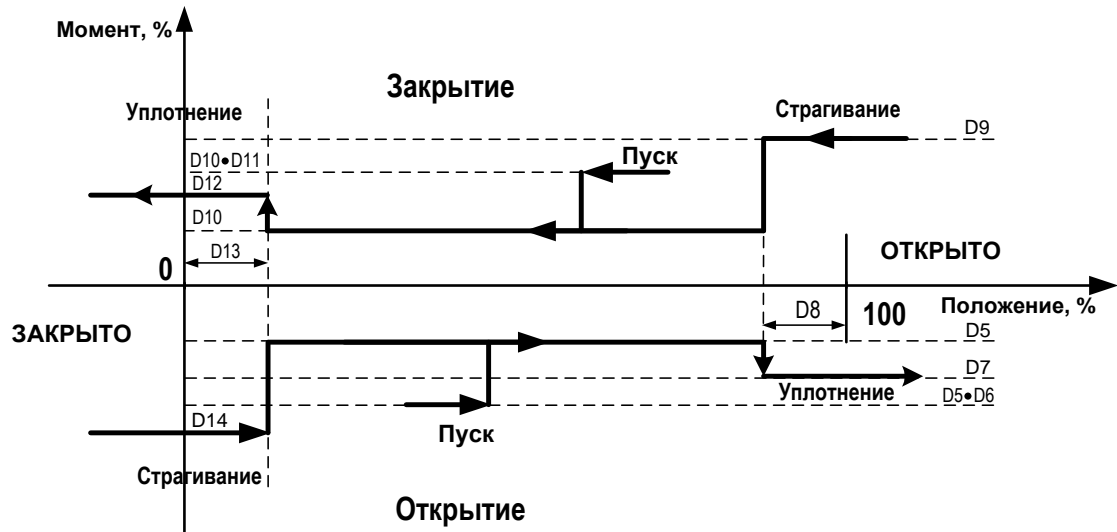 Момент, %
Закрытие
Уплотнение
Страгивание
D9
D10•D11
Пуск
D12
D10
D13
0
ОТКРЫТО
ЗАКРЫТО
D8
100
Положение, %
D5
D7
Уплотнение
D5•D6
D14
Пуск
Страгивание
Открытие